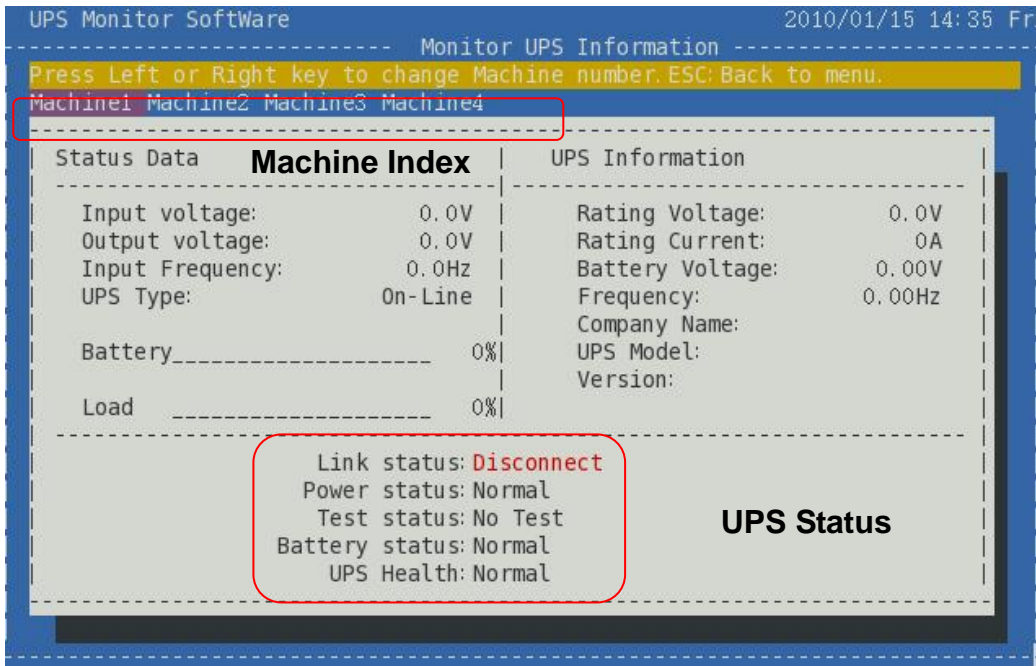 UPS Monitor SoftWare 2010/01/15 14:35 Fr
Monitor UPS Information
Press Left or Right key to change Machine number.ESC:Back to menu.
Machine1 Machine2 Machine3 Machine4
Status Data
Machine Index
Input voltage: 0.0V
Output voltage: 0.0V
Input Frequency: 0.0Hz
UPS Type: On-Line
Battery____________________ 0%
Load ____________________ 0%
UPS Information
Rating Voltage: 0.0V
Rating Current: 0A
Battery Voltage: 0.00V
Frequency: 0.00Hz
Company Name:
UPS Model:
Version:
Link status:Disconnect
Power status:Normal
Test status:No Test
Battery status:Normal
UPS Health:Normal
UPS Status